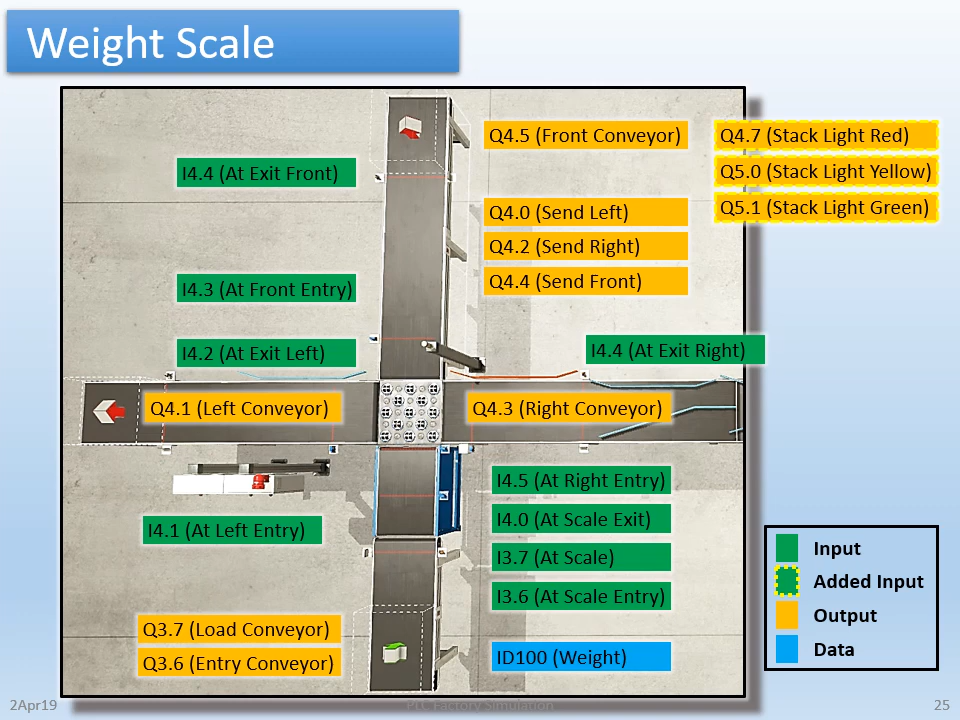 Weight Scale
Q4.5 (Front Conveyor)
Q4.7 (Stack Light Red)
I4.4 (At Exit Front)
Q5.0 (Stack Light Yellow)
Q4.0 (Send Left)
Q5.1 (Stack Light Green)
Q4.2 (Send Right)
I4.3 (At Front Entry)
Q4.4 (Send Front)
I4.2 (At Exit Left)
I4.4 (At Exit Right)
Q4.1 (Left Conveyor)
Q4.3 (Right Conveyor)
I4.5 (At Right Entry)
I4.1 (At Left Entry)
I4.0 (At Scale Exit)
I3.7 (At Scale)
I3.6 (At Scale Entry)
Q3.7 (Load Conveyor)
Q3.6 (Entry Conveyor)
ID100 (Weight)
Input
Added Input
Output
Data
2Apr19
PLC Factory Simulation
25